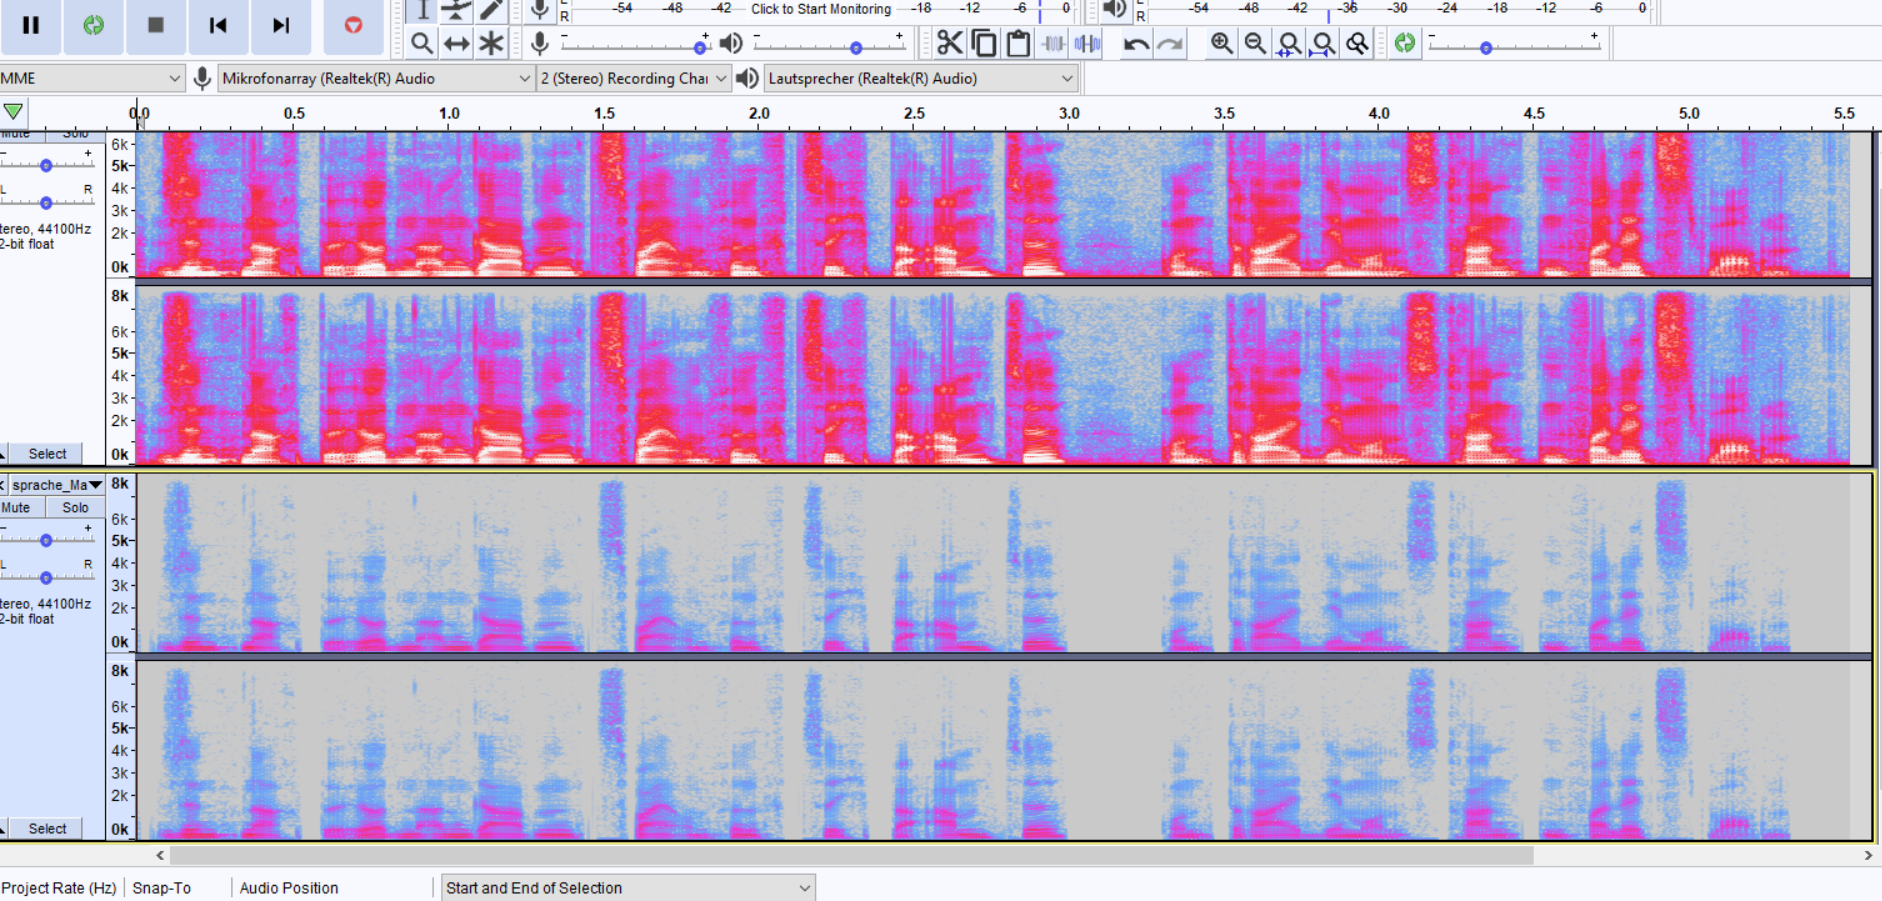 L
R -54 -48 -42 Click to Start Monitoring -18 -12 -6 0
R -54 -48 -42 -36 -30 -24 -18 -12 -6 0
- +
- +
- +
MME
Mikrofonarray (Realtek(R) Audio
2 (Stereo) Recording Chai
Lautsprecher (Realtek(R) Audio)
0.0 0.5 1.0 1.5 2.0 2.5 3.0 3.5 4.0 4.5 5.0 5.5
Mute Solo
- +
L R
tereo, 44100Hz
2-bit float
6k
5k
4k
3k
2k
0k
8k
6k
5k
4k
3k
2k
0k
Select
sprache_Ma
Mute Solo
- +
L R
tereo, 44100Hz
2-bit float
8k
6k
5k
4k
3k
2k
0k
8k
6k
5k
4k
3k
2k
0k
Select
Project Rate (Hz) Snap-To Audio Position Start and End of Selection